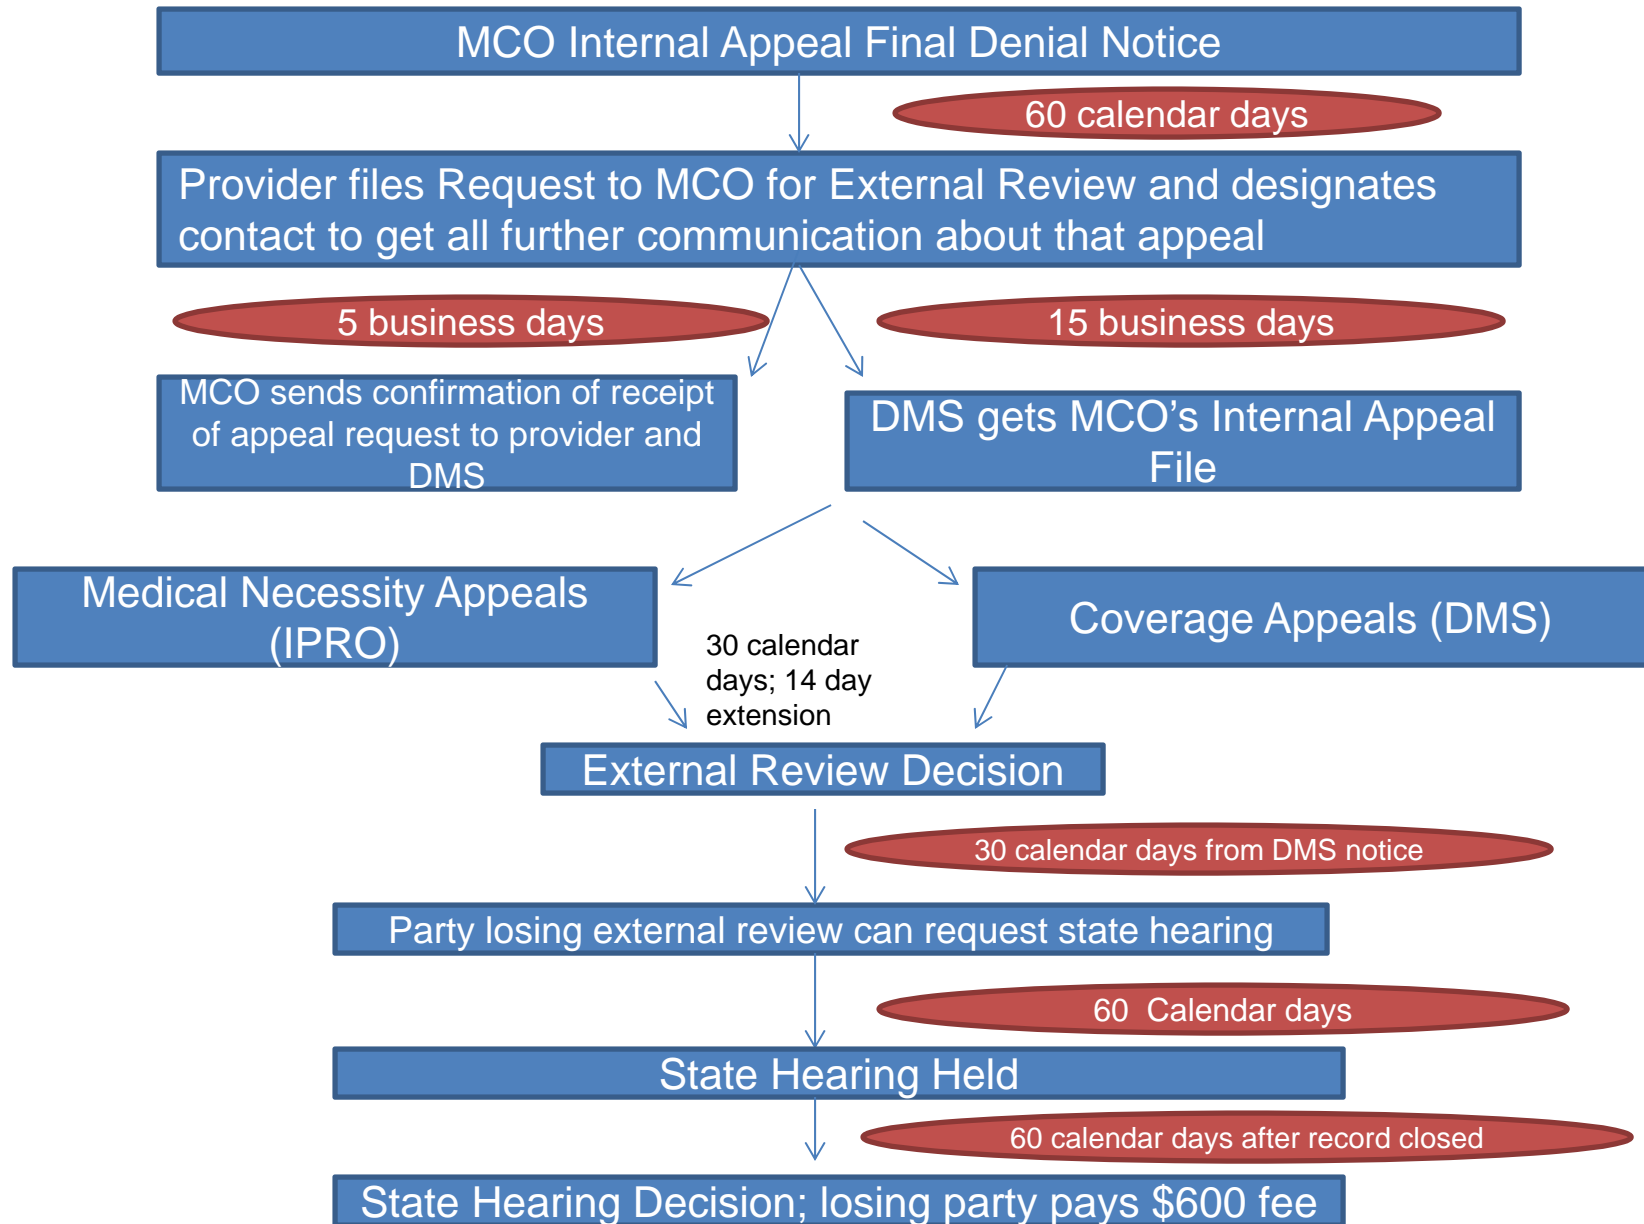 MCO Internal Appeal Final Denial Notice
60 calendar days
Provider files Request to MCO for External Review and designates
contact to get all further communication about that appeal
5 business days
15 business days
MCO sends confirmation of receipt
of appeal request to provider and
DMS
DMS gets MCO’s Internal Appeal
File
Medical Necessity Appeals
(IPRO)
Coverage Appeals (DMS)
30 calendar
days; 14 day
extension
External Review Decision
30 calendar days from DMS notice
Party losing external review can request state hearing
60 Calendar days
State Hearing Held
60 calendar days after record closed
State Hearing Decision; losing party pays $600 fee